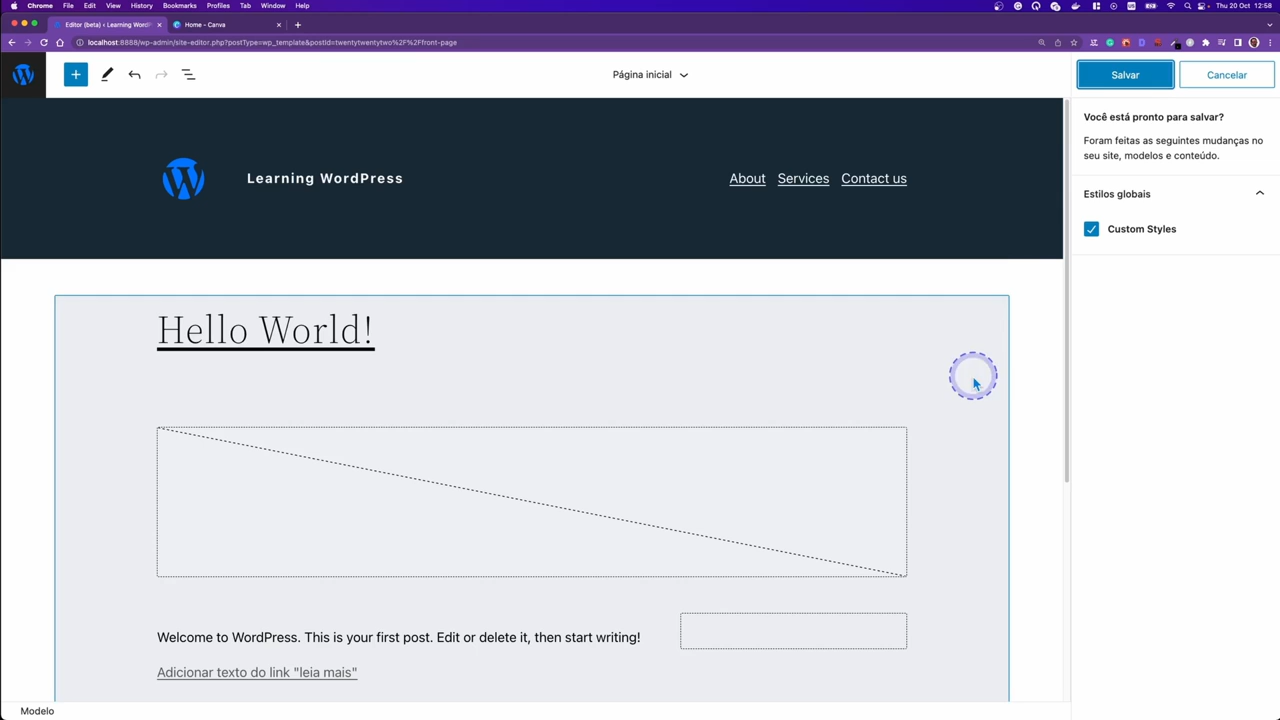 Chrome File Edit View History Bookmarks Profiles Tab Window Help
Thu 20 Oct 12:58
Editor (beta) ‹ Learning WordPr
Home - Canva
localhost:8888/wp-admin/site-editor.php?postType=wp_template&postId=twentytwentytwo%2F%2Ffront-page
Página inicial
Salvar
Cancelar
Você está pronto para salvar?
Foram feitas as seguintes mudanças no
seu site, modelos e conteúdo.
Estilos globais
Custom Styles
Learning WordPress
About Services Contact us
Hello World!
Welcome to WordPress. This is your first post. Edit or delete it, then start writing!
Adicionar texto do link "leia mais"
Modelo